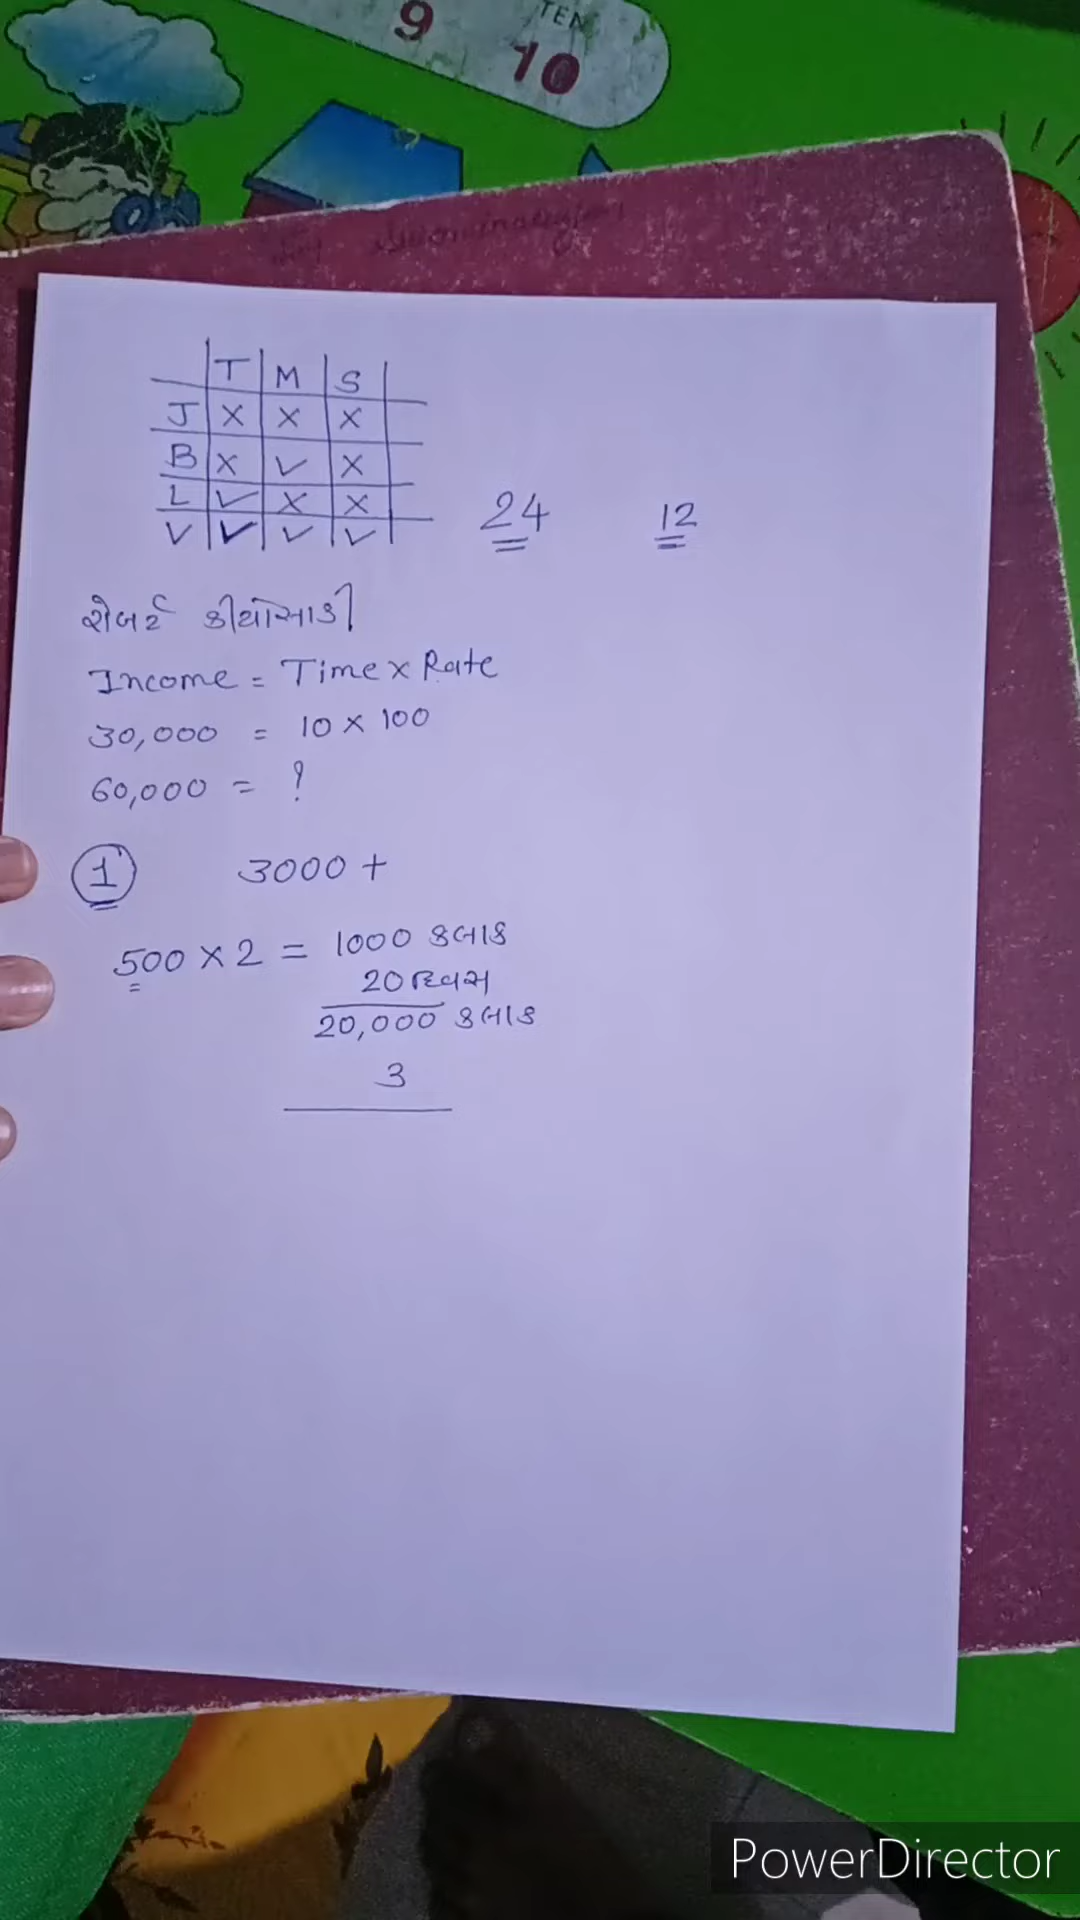 9 TEN 10
T M S
J X X X
B X ✓ X
L ✓ X X
V ✓ ✓ ✓
24 12
રોબર્ટ કીયોસાકી
Income = Time x Rate
30,000 = 10 x 100
60,000 = ?
1 3000 +
500 x 2 = 1000 કલાક
20 દિવસ
20,000 કલાક
3
PowerDirector